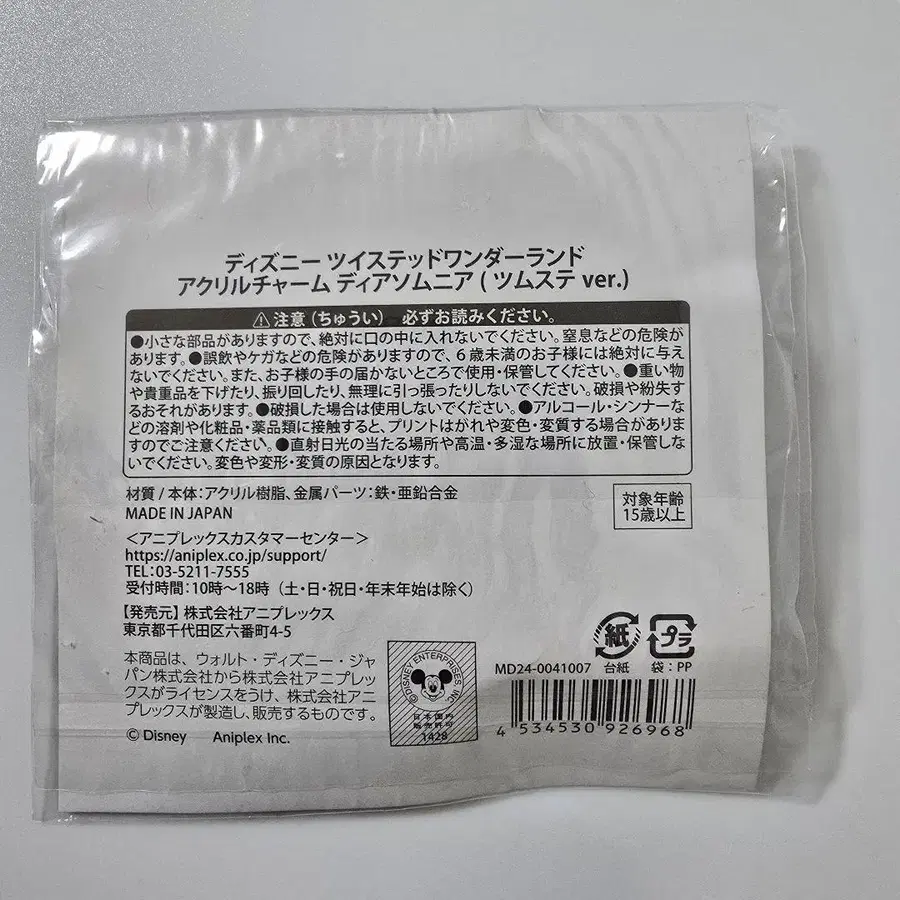 ディズニー ツイステッドワンダーランド
アクリルチャーム ディアソムニア ( ツムステ ver.)
⚠注意（ちゅうい） 必ずお読みください。
●小さな部品がありますので、絶対に口の中に入れないでください。窒息などの危険が
あります。●誤飲やケガなどの危険がありますので、６歳未満のお子様には絶対に与え
ないでください。また、お子様の手の届かないところで使用・保管してください。●重い物
や貴重品を下げたり、振り回したり、無理に引っ張ったりしないでください。破損や紛失す
るおそれがあります。●破損した場合は使用しないでください。●アルコール・シンナーな
どの溶剤や化粧品・薬品類に接触すると、プリントはがれや変色・変質する場合がありま
すのでご注意ください。●直射日光の当たる場所や高温・多湿な場所に放置・保管しな
いでください。変色や変形・変質の原因となります。
材質 / 本体：アクリル樹脂、金属パーツ：鉄・亜鉛合金
MADE IN JAPAN
対象年齢
15歳以上
＜アニプレックスカスタマーセンター＞
https://aniplex.co.jp/support/
TEL：03-5211-7555
受付時間：10時〜18時（土・日・祝日・年末年始は除く）
【発売元】株式会社アニプレックス
東京都千代田区六番町4-5
本商品は、ウォルト・ディズニー・ジャ
パン株式会社から株式会社アニプレッ
クスがライセンスをうけ、株式会社アニ
プレックスが製造し、販売するものです。
© Disney Aniplex Inc.
©DISNEY ENTERPRISES, INC.
日本国内
販売許可
1428
紙
プラ
MD24-0041007 台紙 袋：PP
4 534530 926968